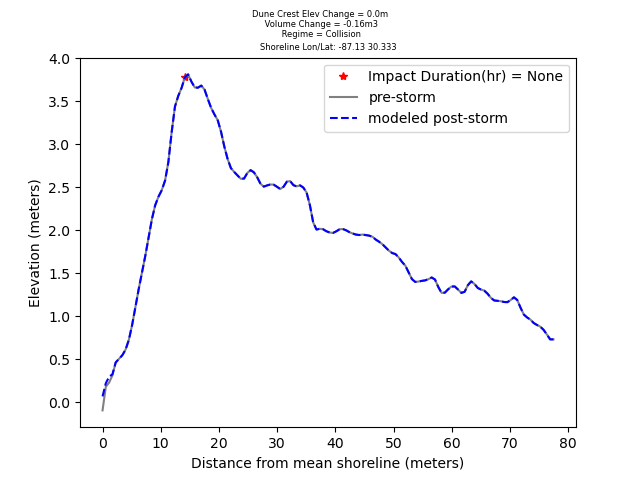 Dune Crest Elev Change = 0.0m
Volume Change = -0.16m3
Regime = Collision
Shoreline Lon/Lat: -87.13 30.333
Impact Duration(hr) = None
pre-storm
modeled post-storm
4.0
3.5
3.0
2.5
2.0
1.5
1.0
0.5
0.0
Elevation (meters)
0 10 20 30 40 50 60 70 80
Distance from mean shoreline (meters)